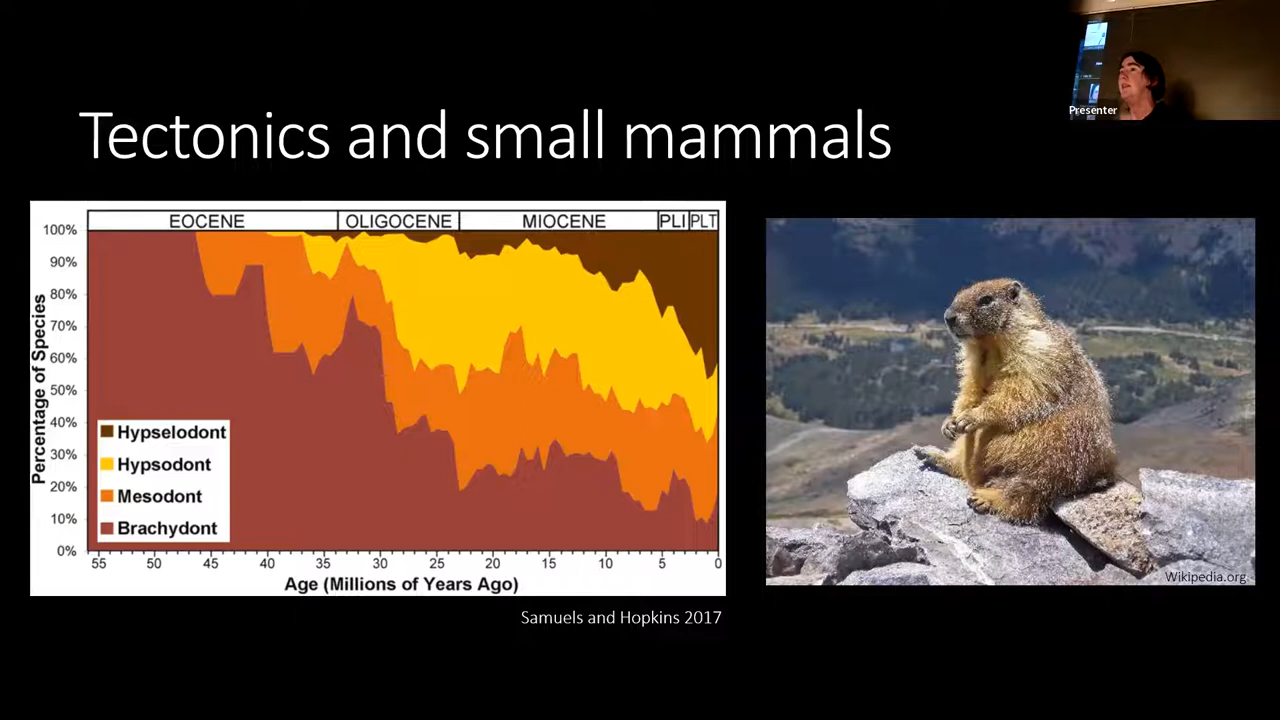 Presenter
Tectonics and small mammals
EOCENE OLIGOCENE MIOCENE PLI PLT
100%
90%
80%
70%
60%
50%
40%
30%
20%
10%
0%
Percentage of Species
Hypselodont
Hypsodont
Mesodont
Brachydont
55 50 45 40 35 30 25 20 15 10 5 0
Age (Millions of Years Ago)
Samuels and Hopkins 2017
Wikipedia.org